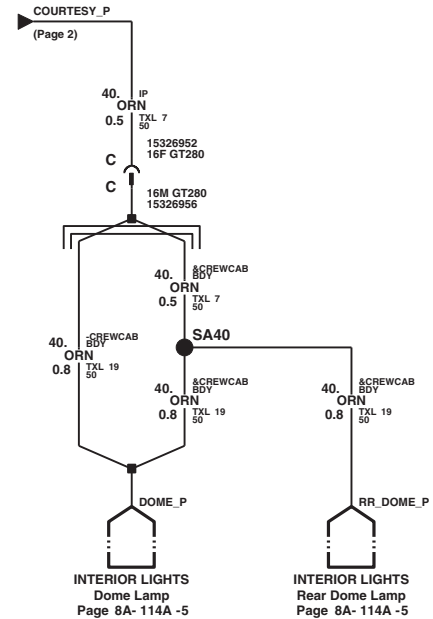 COURTESY_P
(Page 2)
40. IP
ORN
0.5 TXL 7
50
15326952
C 16F GT280
C 16M GT280
15326956
40. &CREWCAB
BDY
ORN
0.5 TXL 7
50
SA40
40. -CREWCAB
BDY
ORN
0.8 TXL 19
50
40. &CREWCAB
BDY
ORN
0.8 TXL 19
50
40. &CREWCAB
BDY
ORN
0.8 TXL 19
50
DOME_P
RR_DOME_P
INTERIOR LIGHTS
Dome Lamp
Page 8A- 114A -5
INTERIOR LIGHTS
Rear Dome Lamp
Page 8A- 114A -5